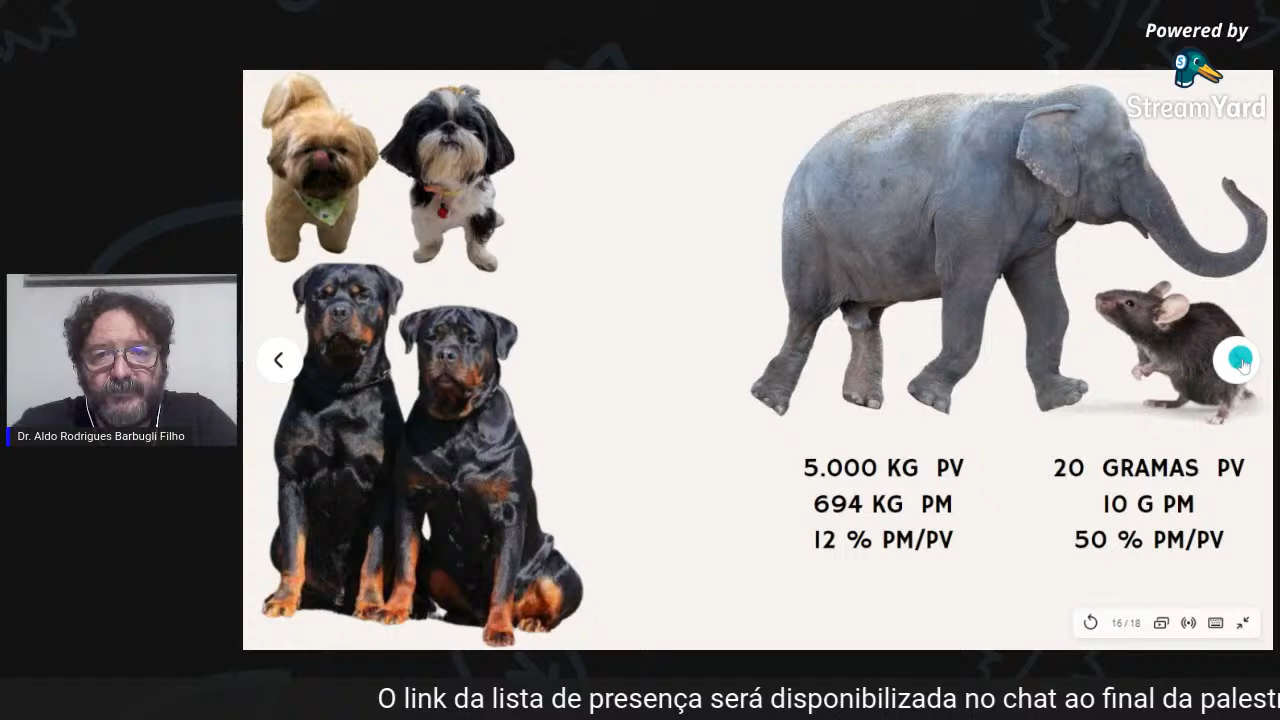 Powered by
StreamYard
5.000 KG PV
694 KG PM
12 % PM/PV
20 GRAMAS PV
10 G PM
50 % PM/PV
Dr. Aldo Rodrigues Barbugli Filho
16 / 18
O link da lista de presença será disponibilizada no chat ao final da palest